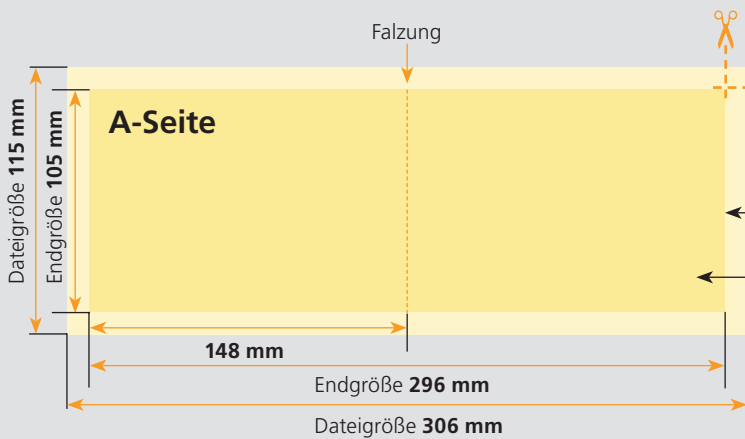 Falzung
A-Seite
Dateigröße 115 mm
Endgröße 105 mm
148 mm
Endgröße 296 mm
Dateigröße 306 mm